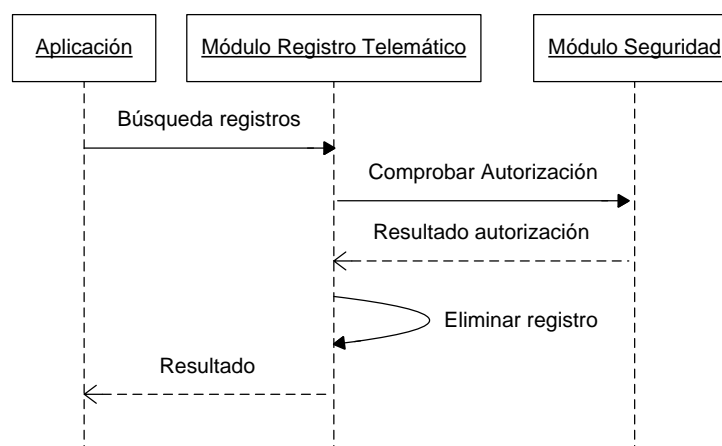 Aplicación
Módulo Registro Telemático
Módulo Seguridad
Búsqueda registros
Comprobar Autorización
Resultado autorización
Eliminar registro
Resultado